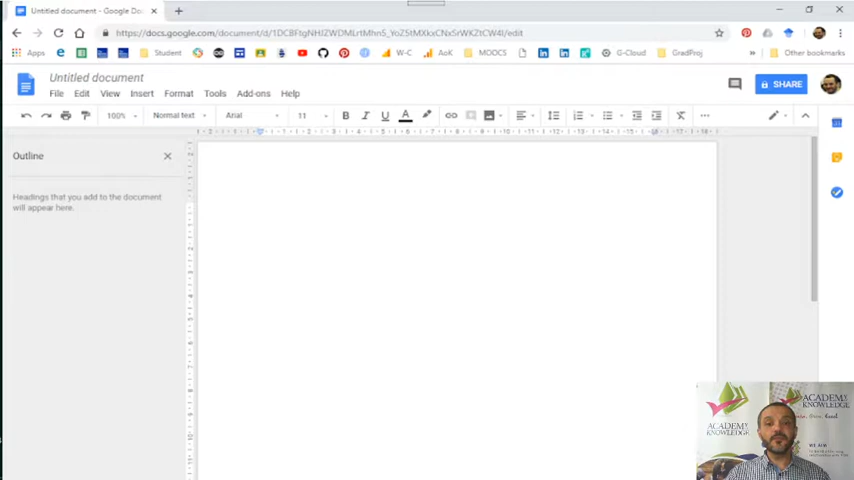 Untitled document - Google Do
https://docs.google.com/document/d/
/edit
Apps
Student
W-C
AoK
MOOCS
G-Cloud
GradProj
»
Other bookmarks
Untitled document
SHARE
File Edit View Insert Format Tools Add-ons Help
100% Normal text Arial 11 B I U A
Outline
Headings that you add to the document
will appear here.
ACADEMY
KNOWLEDGE
ACADEMY
KNOWLEDGE
WE AIM